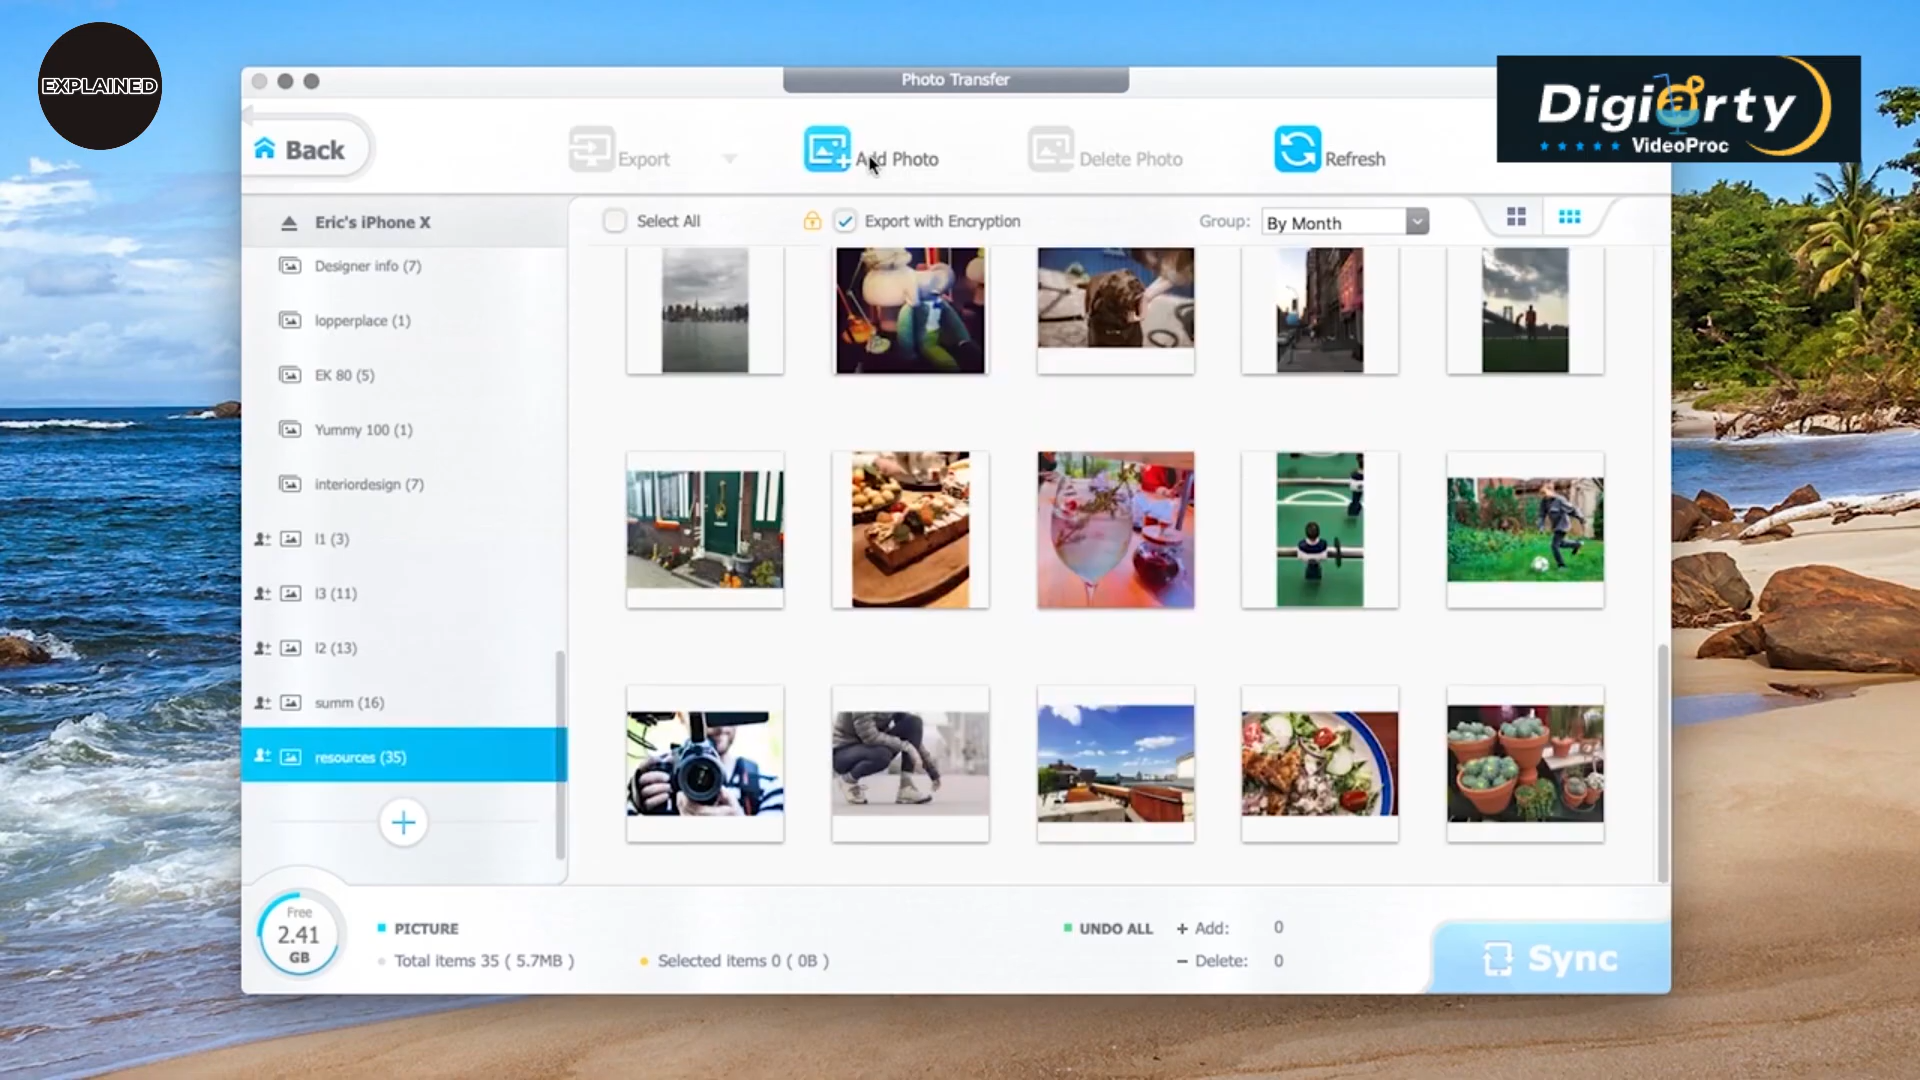 EXPLAINED
Photo Transfer
Digiarty
VideoProc
Back
Export
Add Photo
Delete Photo
Refresh
Eric's iPhone X
Select All
Export with Encryption
Group:
By Month
Designer info (7)
lopperplace (1)
EK 80 (5)
Yummy 100 (1)
interiordesign (7)
l1 (3)
l3 (11)
l2 (13)
summ (16)
resources (35)
Free
2.41
GB
PICTURE
Total items 35 ( 5.7MB )
Selected items 0 ( 0B )
UNDO ALL
+ Add: 0
− Delete: 0
Sync